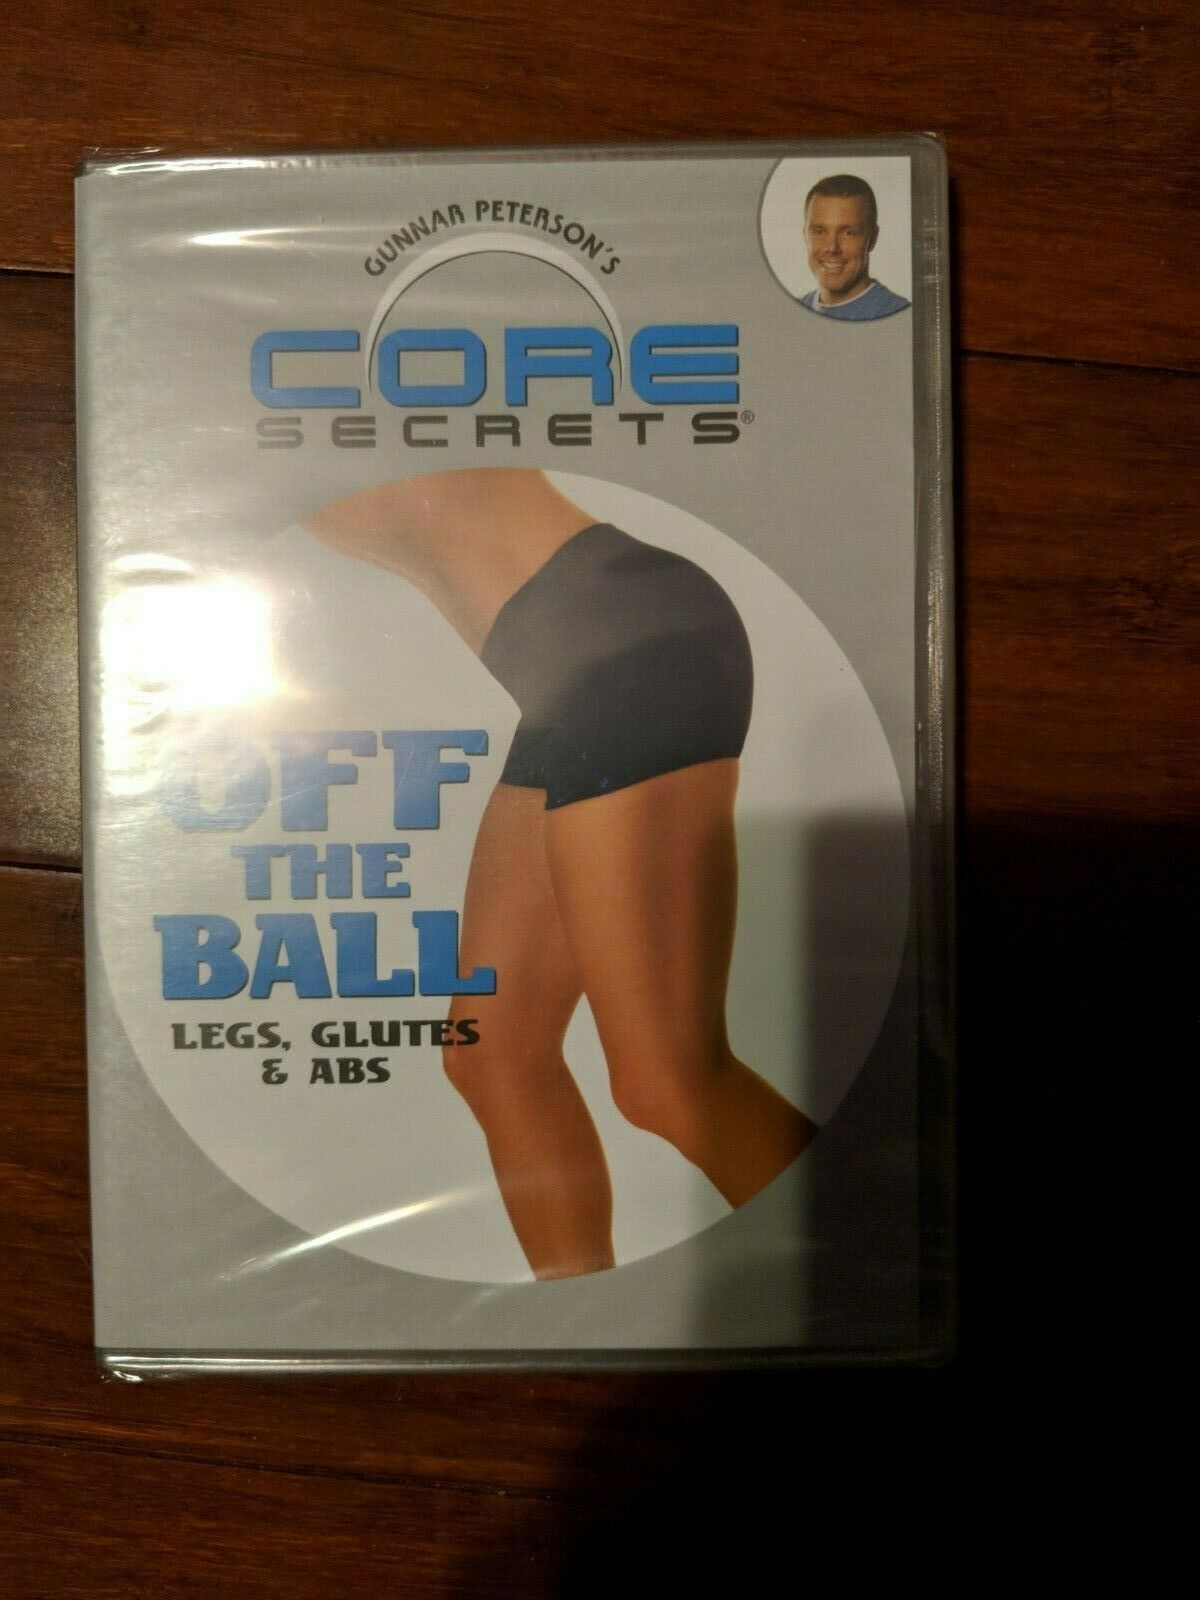 GUNNAR PETERSON'S
CORE
SECRETS®
OFF
THE
BALL
LEGS, GLUTES
& ABS